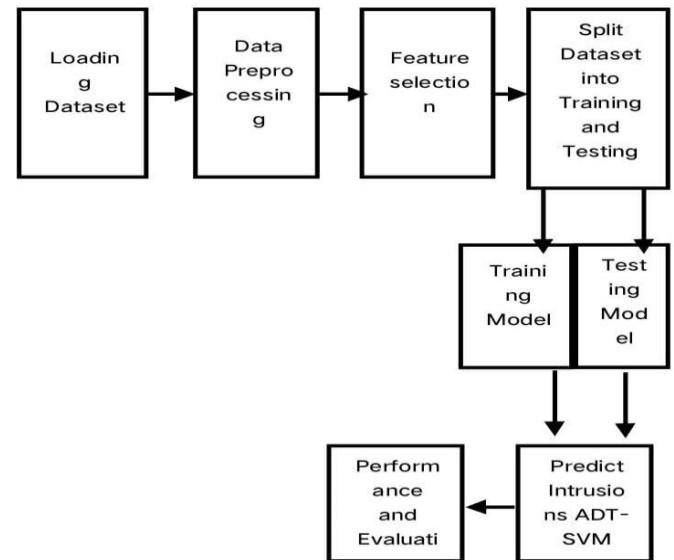 Loadin
g
Dataset
Data
Prepro
cessin
g
Feature
selectio
n
Split
Dataset
into
Training
and
Testing
Traini
ng
Model
Test
ing
Mod
el
Perform
ance
and
Evaluati
Predict
Intrusio
ns ADT-
SVM